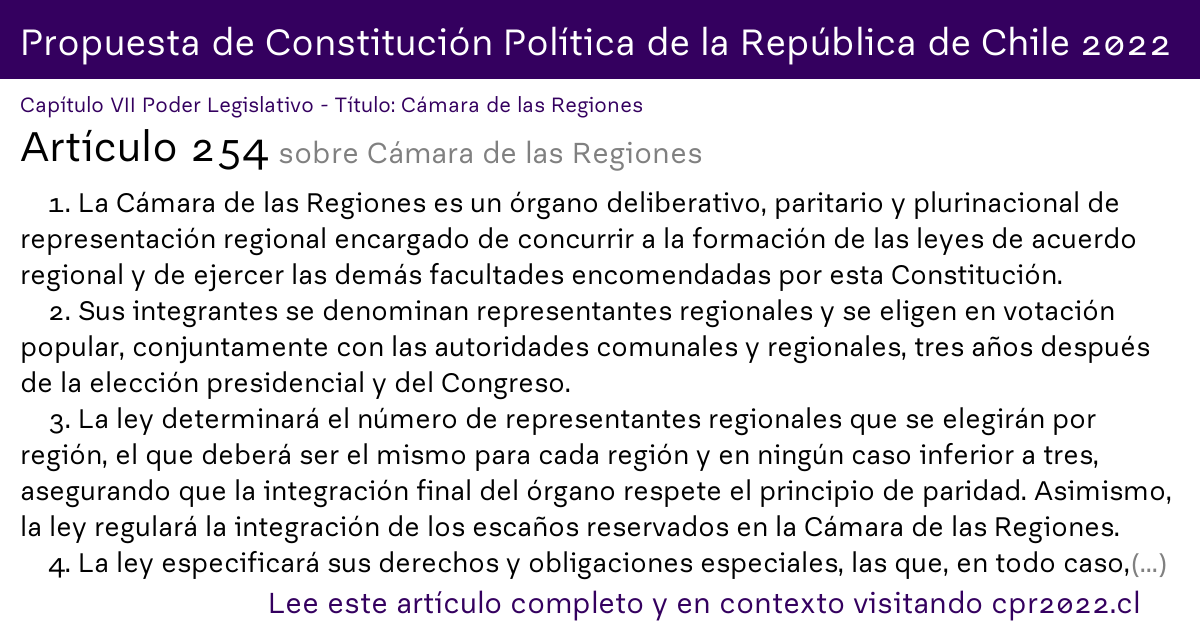 Propuesta de Constitución Política de la República de Chile 2022
Capítulo VII Poder Legislativo - Título: Cámara de las Regiones
Artículo 254 sobre Cámara de las Regiones
1. La Cámara de las Regiones es un órgano deliberativo, paritario y plurinacional de
representación regional encargado de concurrir a la formación de las leyes de acuerdo
regional y de ejercer las demás facultades encomendadas por esta Constitución.
2. Sus integrantes se denominan representantes regionales y se eligen en votación
popular, conjuntamente con las autoridades comunales y regionales, tres años después
de la elección presidencial y del Congreso.
3. La ley determinará el número de representantes regionales que se elegirán por
región, el que deberá ser el mismo para cada región y en ningún caso inferior a tres,
asegurando que la integración final del órgano respete el principio de paridad. Asimismo,
la ley regulará la integración de los escaños reservados en la Cámara de las Regiones.
4. La ley especificará sus derechos y obligaciones especiales, las que, en todo caso,(...)
Lee este artículo completo y en contexto visitando cpr2022.cl